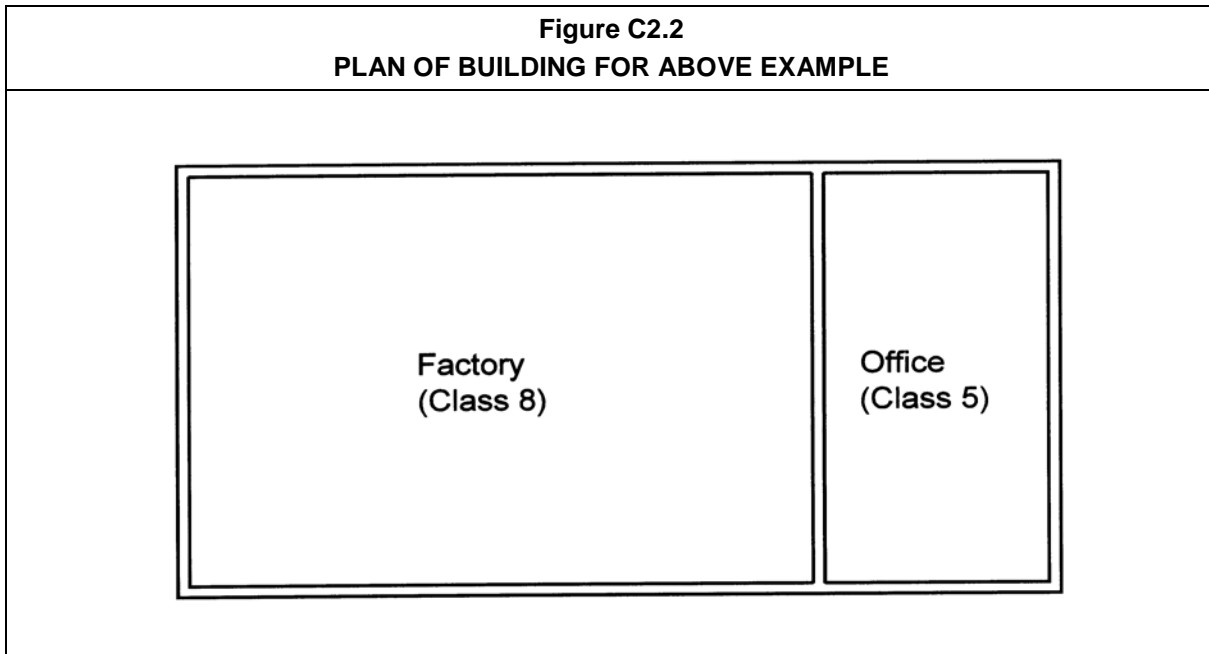 Figure C2.2
PLAN OF BUILDING FOR ABOVE EXAMPLE
Factory
(Class 8)
Office
(Class 5)